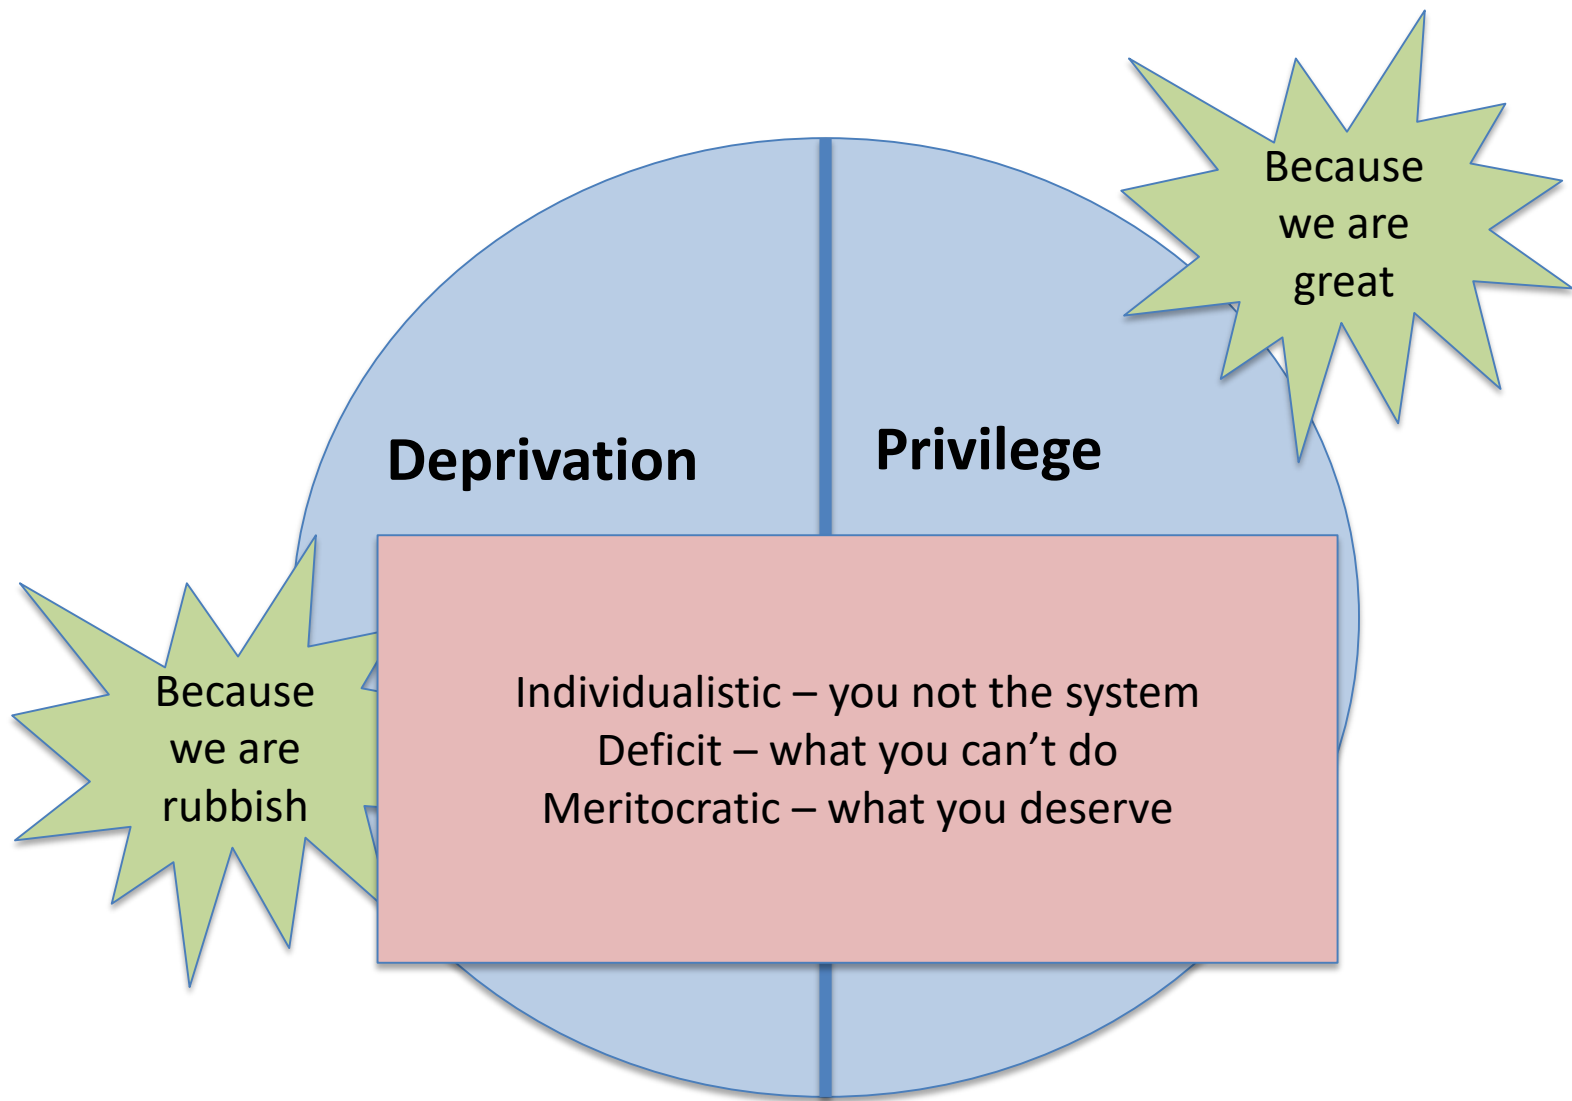 Because
we are
great
Deprivation
Privilege
Because
we are
rubbish
Individualistic – you not the system
Deficit – what you can’t do
Meritocratic – what you deserve